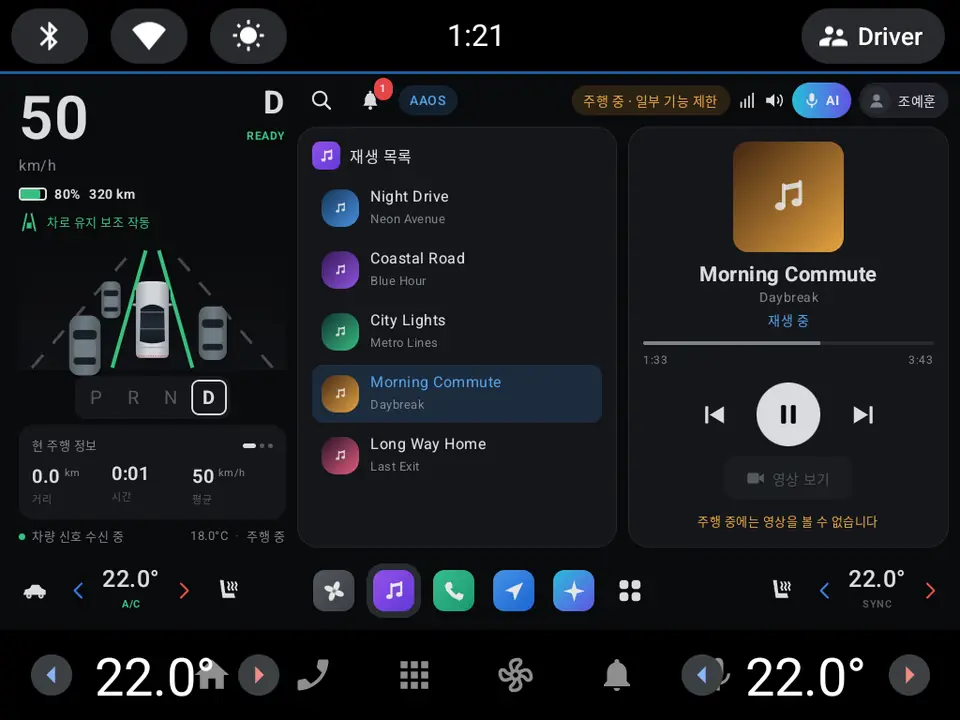 1:21
Driver
50
km/h
D
READY
80% 320 km
차로 유지 보조 작동
P R N D
현 주행 정보
0.0 km
거리
0:01
시간
50 km/h
평균
차량 신호 수신 중
18.0°C · 주행 중
1
AAOS
주행 중 · 일부 기능 제한
AI
조예훈
재생 목록
Night Drive
Neon Avenue
Coastal Road
Blue Hour
City Lights
Metro Lines
Morning Commute
Daybreak
Long Way Home
Last Exit
Morning Commute
Daybreak
재생 중
1:33
3:43
영상 보기
주행 중에는 영상을 볼 수 없습니다
22.0°
A/C
22.0°
SYNC
22.0°
22.0°